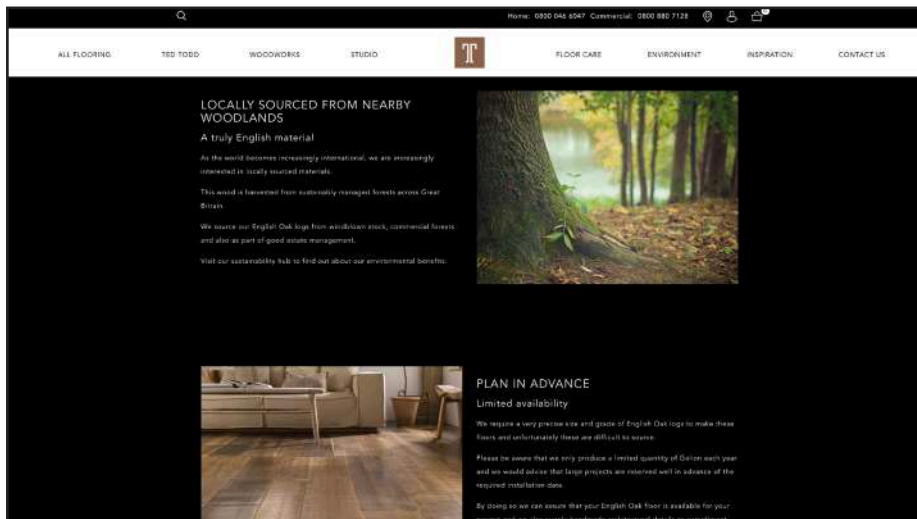 Home: 0800 046 6047 Commercial: 0800 880 7128
0
ALL FLOORING
TED TODD
WOODWORKS
STUDIO
T
FLOOR CARE
ENVIRONMENT
INSPIRATION
CONTACT US
LOCALLY SOURCED FROM NEARBY
WOODLANDS
A truly English material
As the world becomes increasingly international, we are increasingly
interested in locally sourced materials.
This wood is harvested from sustainably managed forests across Great
Britain.
We source our English Oak logs from windblown stock, commercial forests
and also as part of good estate management.
Visit our sustainability hub to find out about our environmental benefits.
PLAN IN ADVANCE
Limited availability
We require a very precise size and grade of English Oak logs to make these
floors and unfortunately these are difficult to source.
Please be aware that we only produce a limited quantity of each year
and we would advise that large projects are reserved well in advance of the
required installation date.
By doing so we can assure that your English Oak floor is available for your